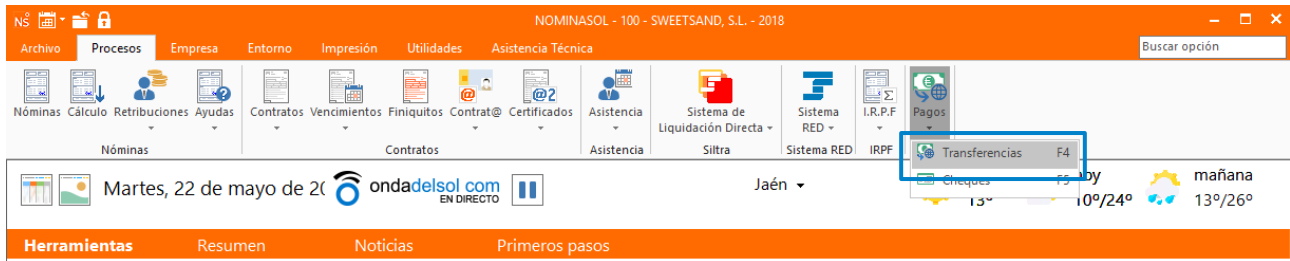 NS
NOMINASOL - 100 - SWEETSAND, S.L. - 2018
Archivo Procesos Empresa Entorno Impresión Utilidades Asistencia Técnica Buscar opción
Nóminas Cálculo Retribuciones Ayudas Contratos Vencimientos Finiquitos Contrat@ Certificados Asistencia Sistema de Liquidación Directa Sistema RED I.R.P.F Pagos
Nóminas Contratos Asistencia Siltra Sistema RED IRPF
Transferencias F4
Cheques F5
Martes, 22 de mayo de 20
ondadelsol com
EN DIRECTO
Jaén
mañana
13º 10º/24º 13º/26º
Herramientas Resumen Noticias Primeros pasos